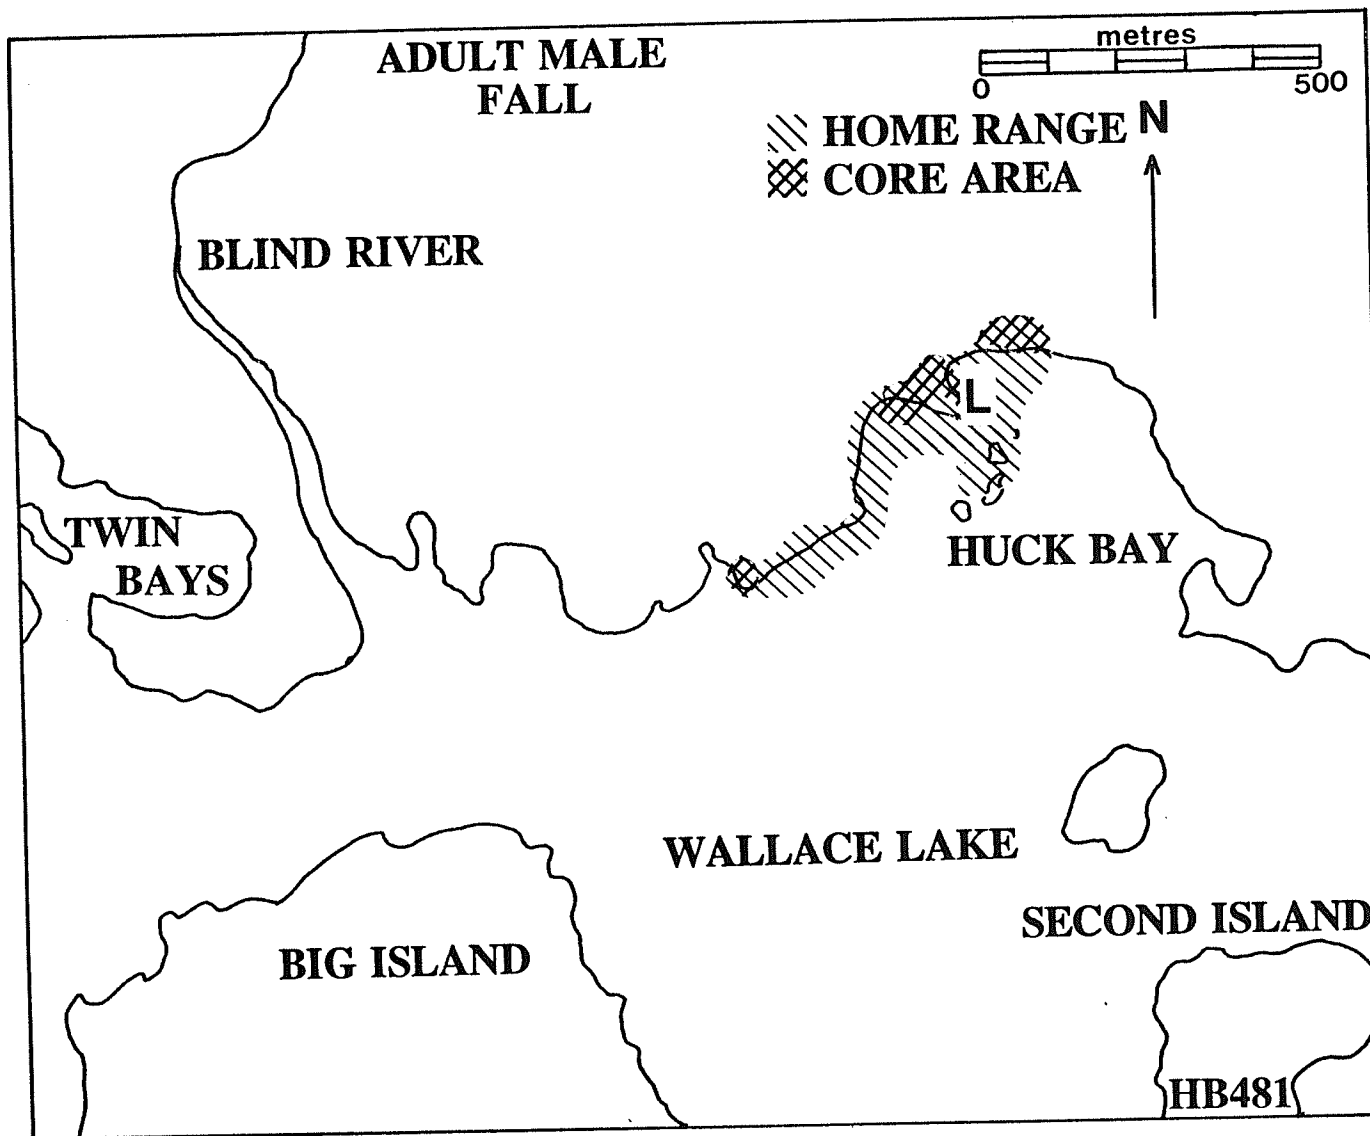 ADULT MALE
FALL
metres
0 500
N
HOME RANGE
CORE AREA
BLIND RIVER
L
TWIN
BAYS
HUCK BAY
WALLACE LAKE
SECOND ISLAND
BIG ISLAND
HB481